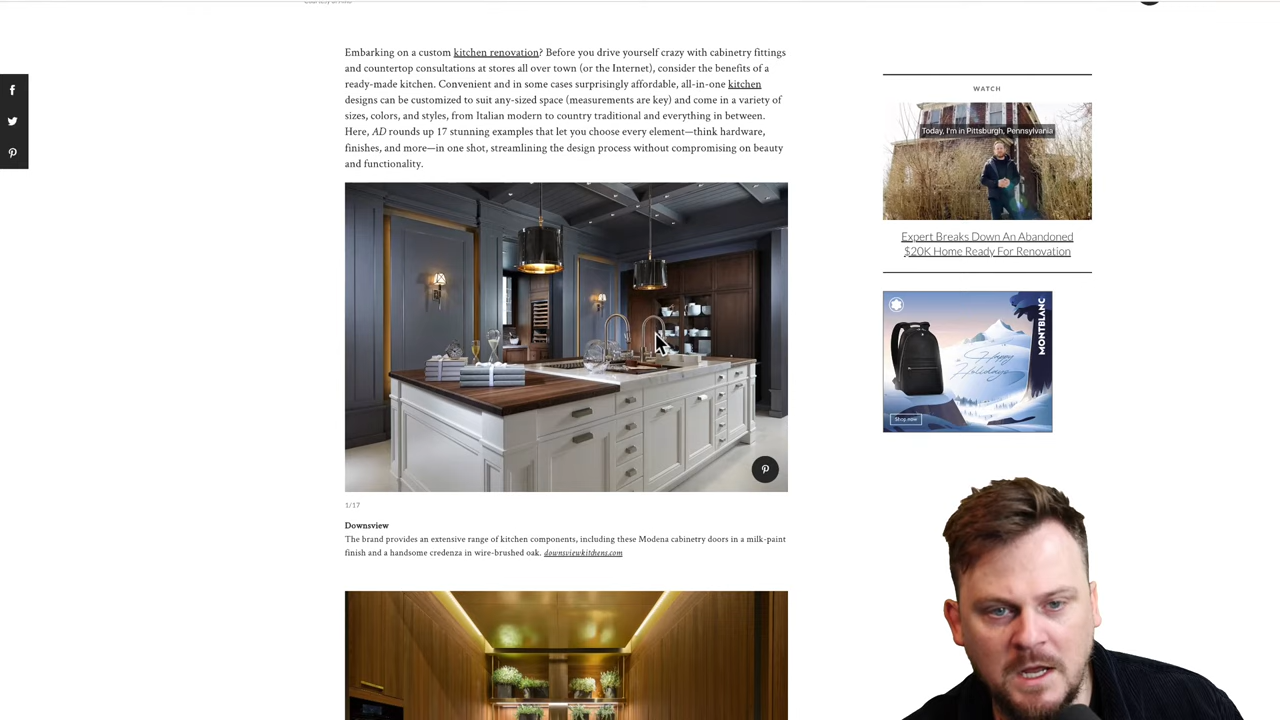 Embarking on a custom kitchen renovation? Before you drive yourself crazy with cabinetry fittings
and countertop consultations at stores all over town (or the Internet), consider the benefits of a
ready-made kitchen. Convenient and in some cases surprisingly affordable, all-in-one kitchen
designs can be customized to suit any-sized space (measurements are key) and come in a variety of
sizes, colors, and styles, from Italian modern to country traditional and everything in between.
Here, AD rounds up 17 stunning examples that let you choose every element—think hardware,
finishes, and more—in one shot, streamlining the design process without compromising on beauty
and functionality.
1/17
Downsview
The brand provides an extensive range of kitchen components, including these Modena cabinetry doors in a milk-paint
finish and a handsome credenza in wire-brushed oak. downsviewkitchens.com
WATCH
Today, I'm in Pittsburgh, Pennsylvania
Expert Breaks Down An Abandoned
$20K Home Ready For Renovation
MONTBLANC
Happy
Holidays
Shop now